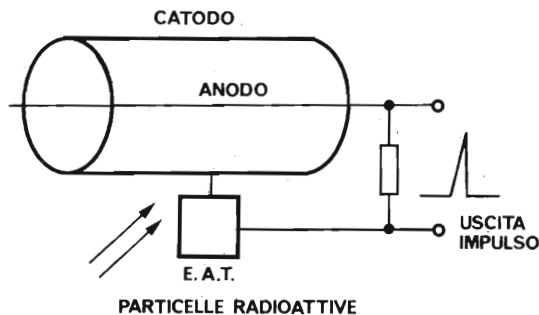 CATODO
ANODO
USCITA
IMPULSO
E.A.T.
PARTICELLE RADIOATTIVE